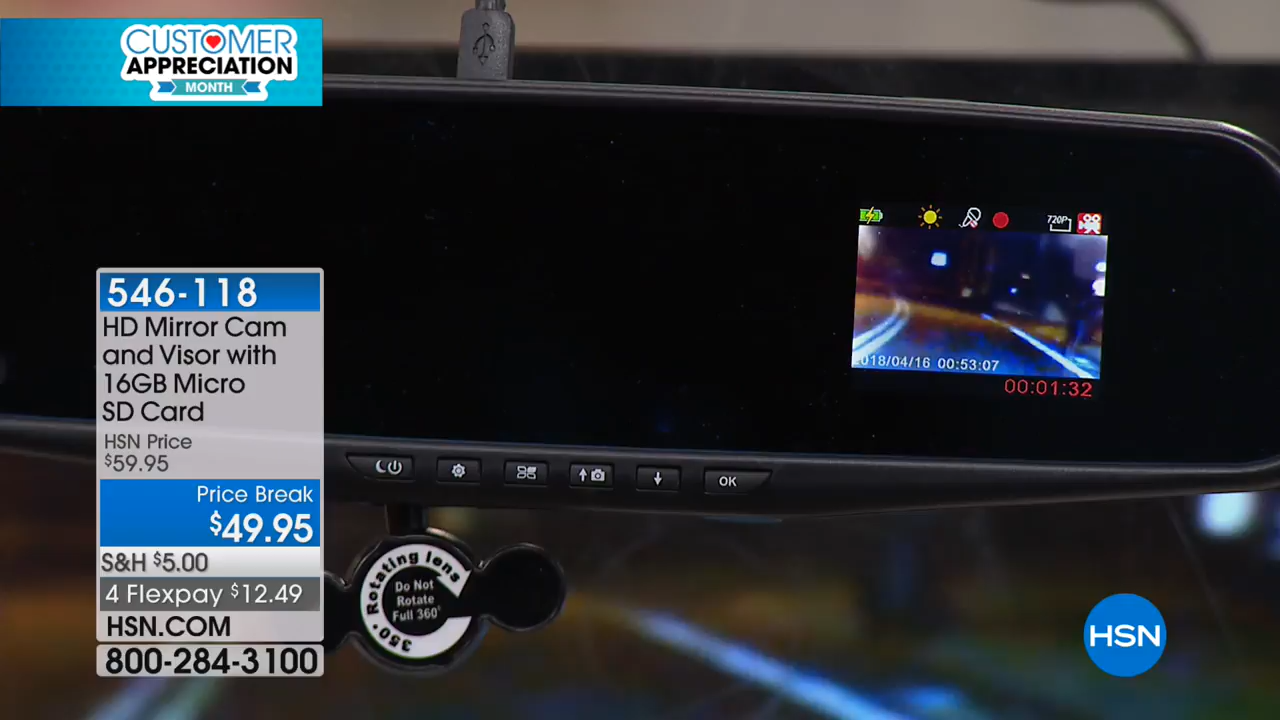 CUSTOMER
APPRECIATION
MONTH
720P
2018/04/16 00:53:07
00:01:32
546-118
HD Mirror Cam
and Visor with
16GB Micro
SD Card
HSN Price
$59.95
Price Break
$49.95
S&H $5.00
4 Flexpay $12.49
HSN.COM
800-284-3100
OK
Rotating lens
Do Not
Rotate
Full 360°
350°
HSN